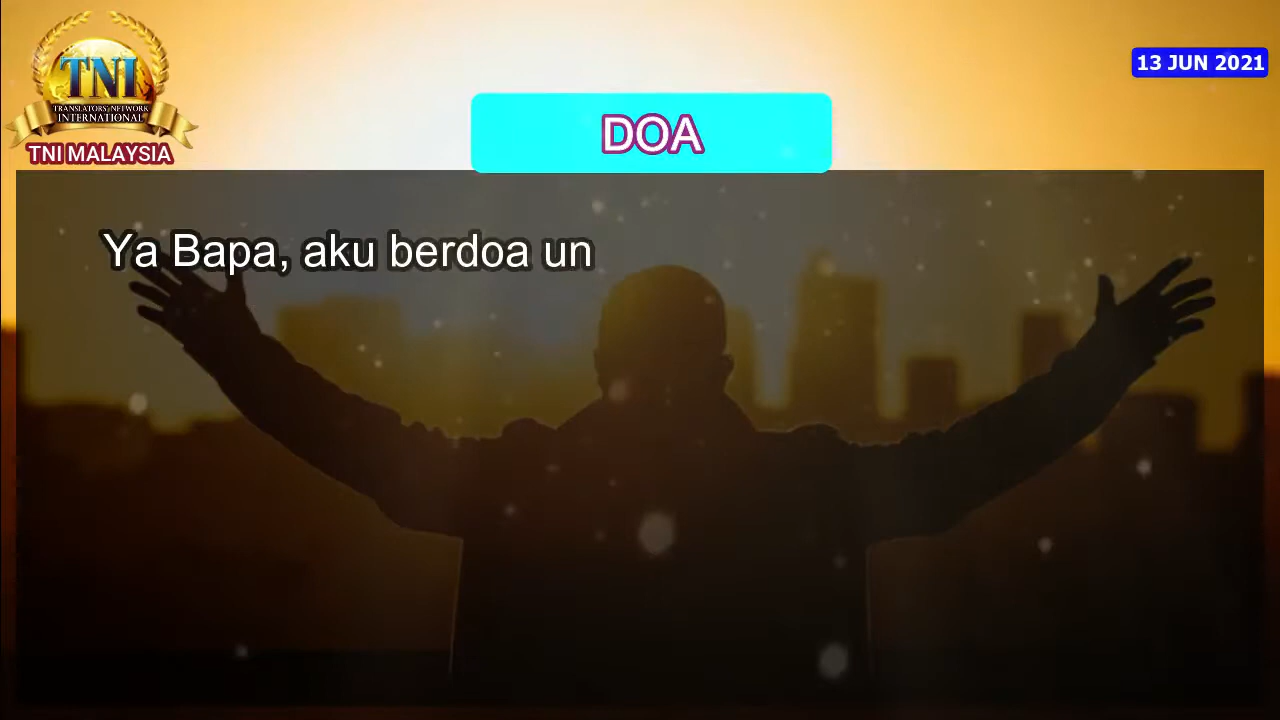 TNI
TRANSLATORS' NETWORK
INTERNATIONAL
TNI MALAYSIA
13 JUN 2021
DOA
Ya Bapa, aku berdoa un